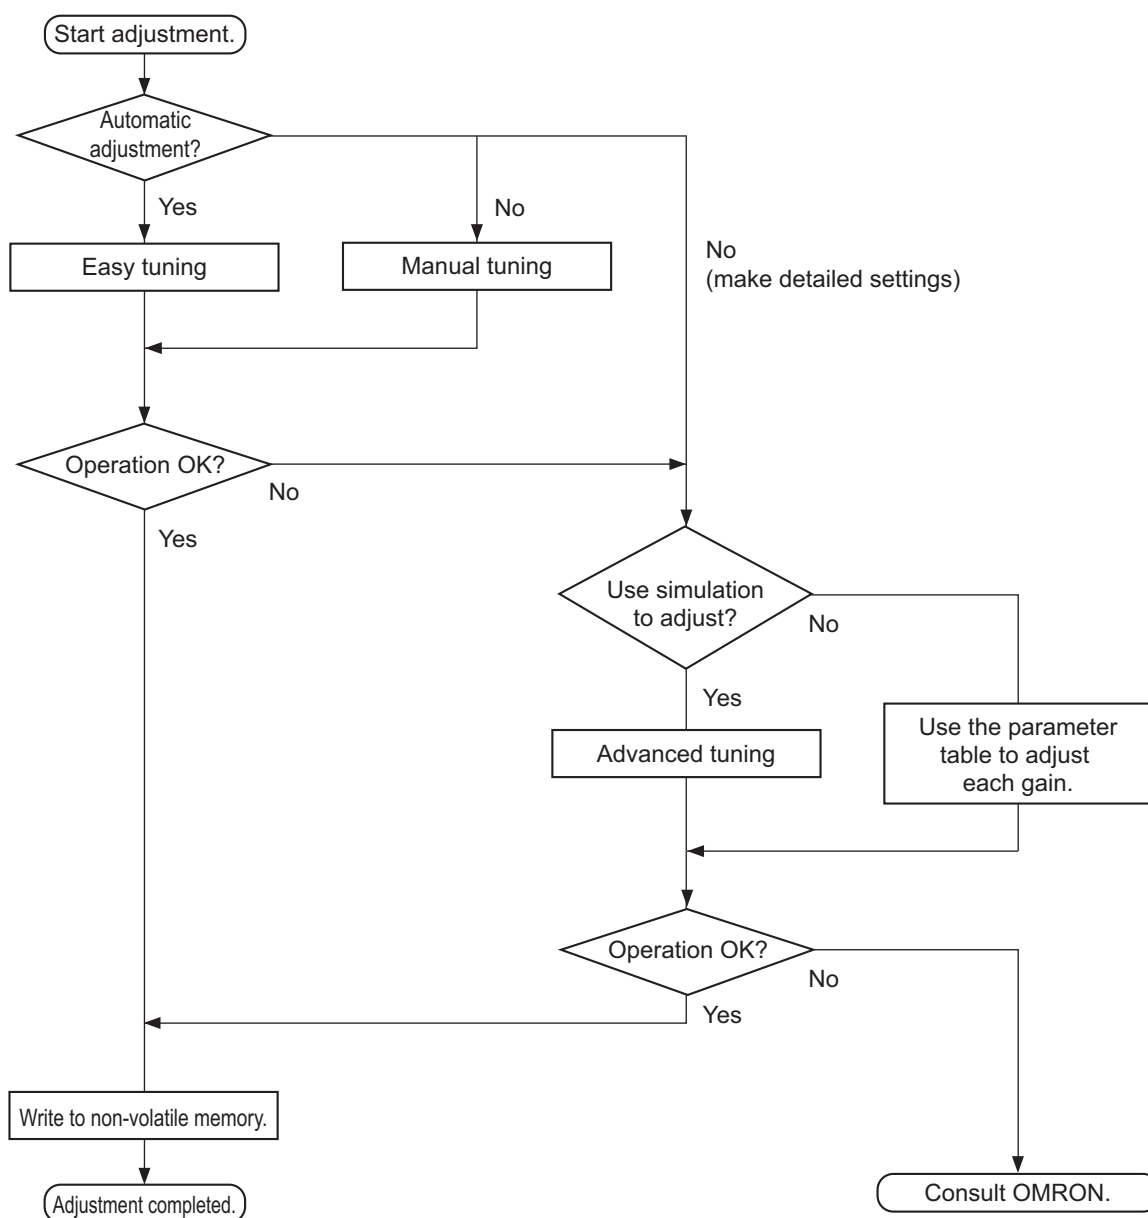 Start adjustment.
Automatic
adjustment?
Yes
No
Easy tuning
Manual tuning
No
(make detailed settings)
Operation OK?
No
Yes
Use simulation
to adjust?
No
Yes
Advanced tuning
Use the parameter
table to adjust
each gain.
Operation OK?
No
Yes
Write to non-volatile memory.
Adjustment completed.
Consult OMRON.